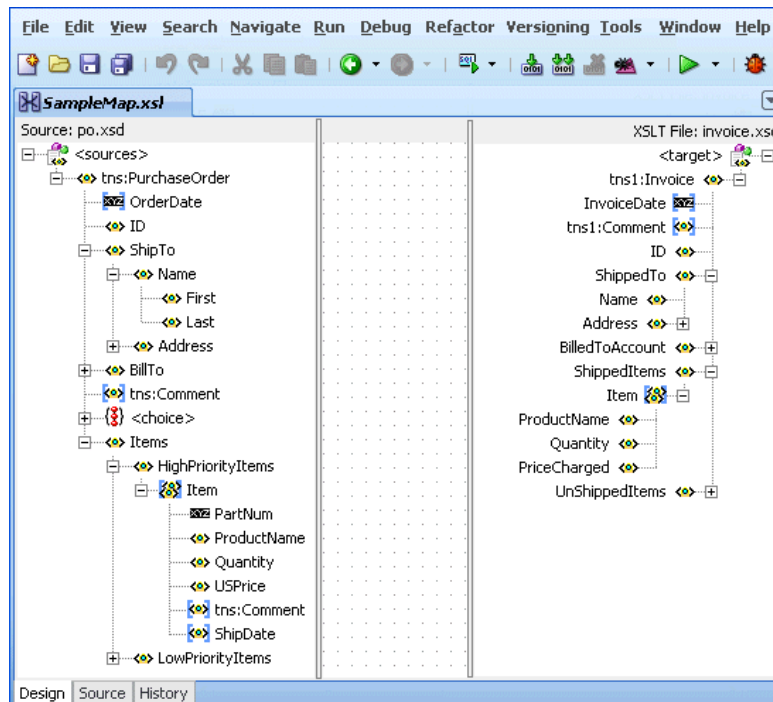 File Edit View Search Navigate Run Debug Refactor Versioning Tools Window Help
SampleMap.xsl
Source: po.xsd
XSLT File: invoice.xsd
<sources>
<target>
tns:PurchaseOrder
tns1:Invoice
OrderDate
InvoiceDate
ID
tns1:Comment
ShipTo
ID
Name
ShippedTo
First
Name
Last
Address
Address
BilledToAccount
BillTo
ShippedItems
tns:Comment
Item
<choice>
ProductName
Items
Quantity
HighPriorityItems
PriceCharged
Item
UnShippedItems
PartNum
ProductName
Quantity
USPrice
tns:Comment
ShipDate
LowPriorityItems
Design Source History